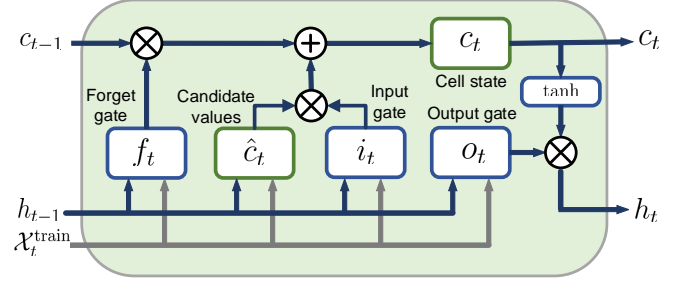 c_{t-1}
c_t
c_t
Cell state
tanh
Forget
gate
Candidate
values
Input
gate
Output gate
f_t
ĉ_t
i_t
o_t
h_{t-1}
h_t
𝒳_t^{train}